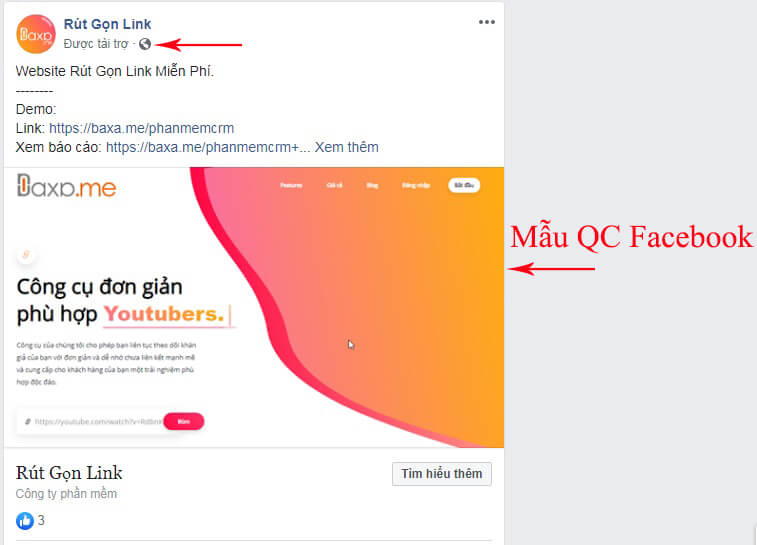 Baxp
Rút Gọn Link
Được tài trợ ·
Website Rút Gọn Link Miễn Phí.
--------
Demo:
Link: https://baxa.me/phanmemcrm
Xem báo cáo: https://baxa.me/phanmemcrm+... Xem thêm
Baxa.me
Features Giá cả Blog Đăng nhập Bắt đầu
Mẫu QC Facebook
Công cụ đơn giản
phù hợp Youtubers.
Công cụ của chúng tôi cho phép bạn liên tục theo dõi khán
giả của bạn với đơn giản và dễ nhớ chưa liên kết mạnh mẽ
và cung cấp cho khách hàng của bạn một trải nghiệm phù
hợp độc đáo.
https://youtube.com/watch?v=
Rút Gọn Link
Tìm hiểu thêm
Công ty phần mềm
3